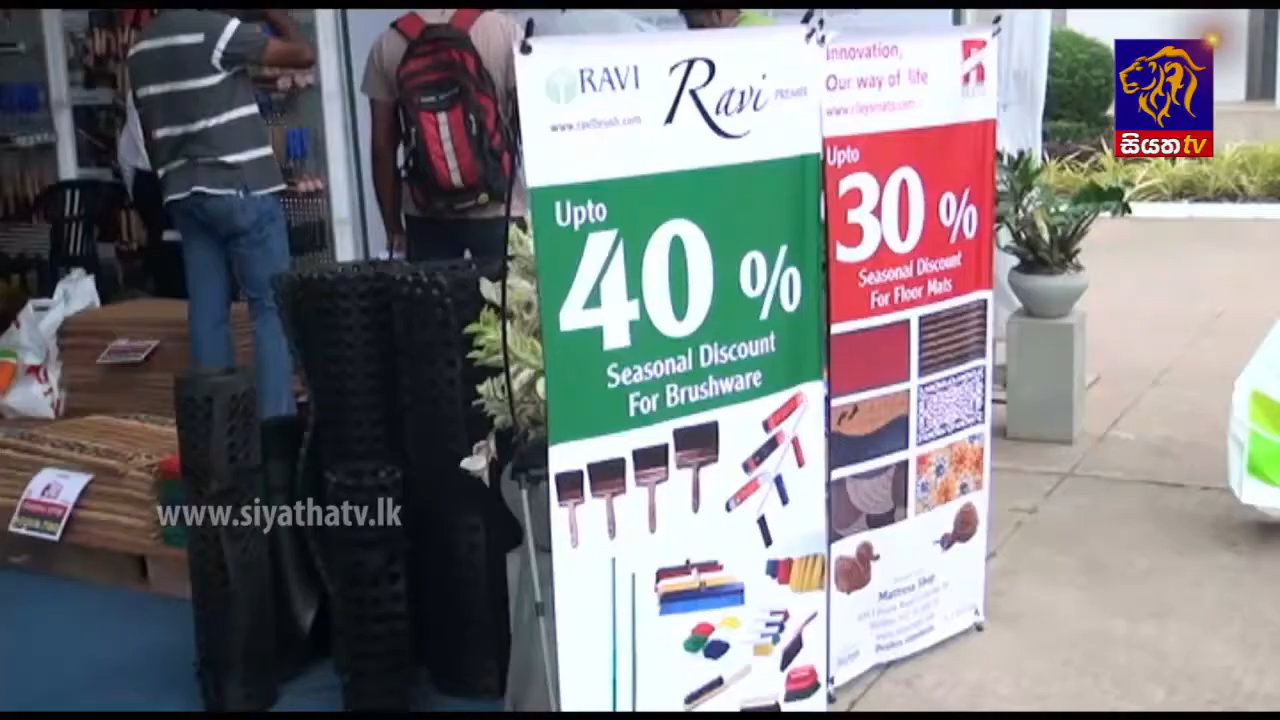 RAVI
www.ravibrush.com
Ravi
PREMIER
Upto
40 %
Seasonal Discount
For Brushware
Innovation,
Our way of life
Upto
30 %
Seasonal Discount
For Floor Mats
Mattress Shop
සියත tv
www.siyathatv.lk